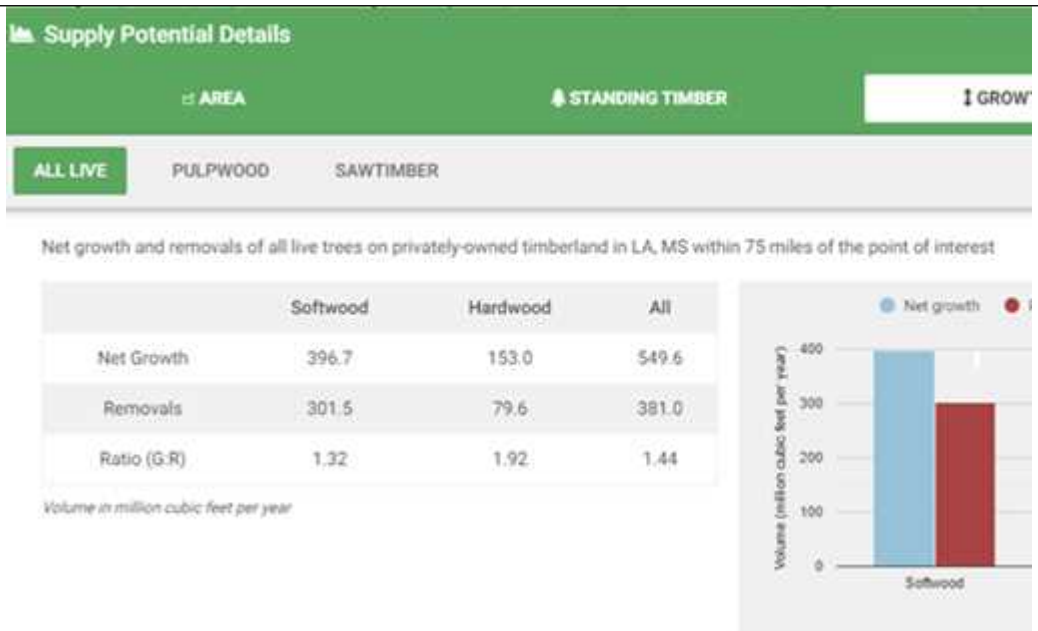 Supply Potential Details
AREA
STANDING TIMBER
GROWT
ALL LIVE
PULPWOOD
SAWTIMBER
Net growth and removals of all live trees on privately-owned timberland in LA, MS within 75 miles of the point of interest
Softwood Hardwood All
Net Growth 396.7 153.0 549.6
Removals 301.5 79.6 381.0
Ratio (G:R) 1.32 1.92 1.44
Volume in million cubic feet per year
Net growth
Volume (million cubic feet per year)
400
300
200
100
0
Softwood